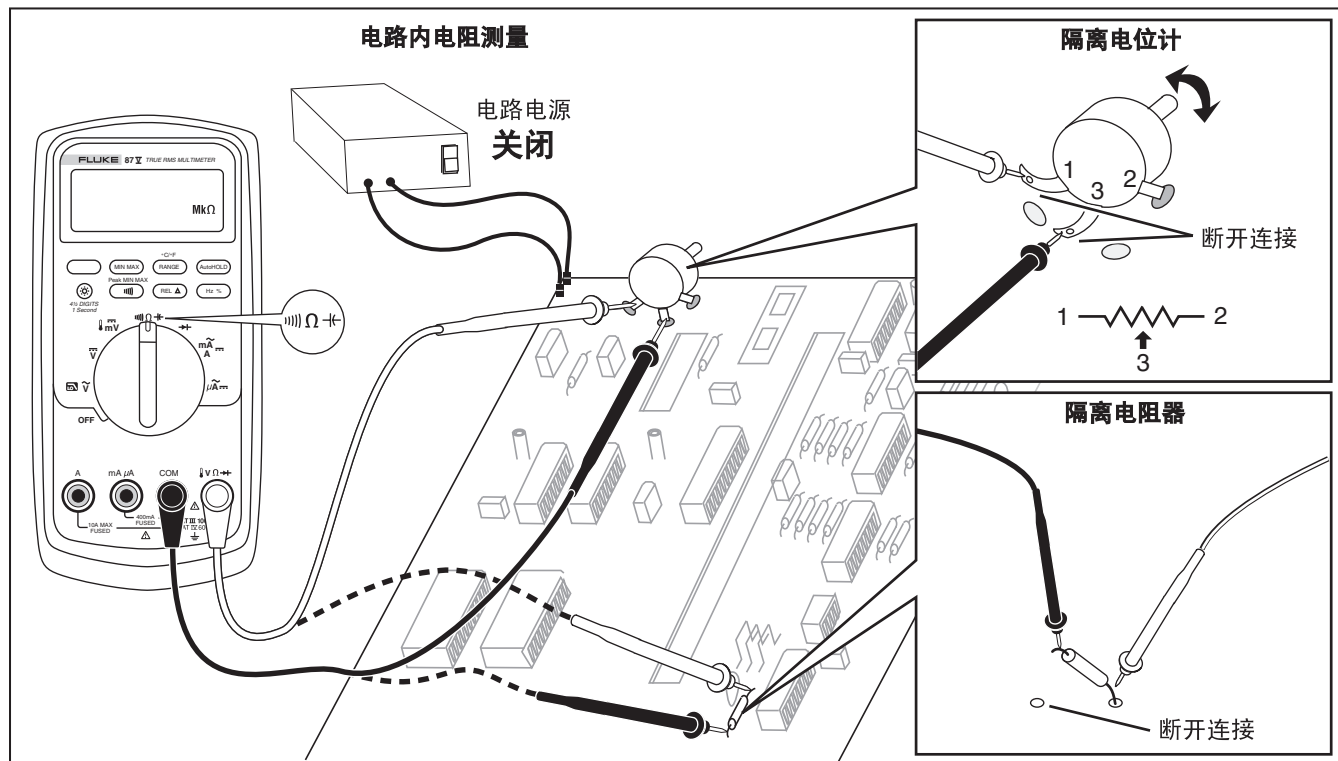 电路内电阻测量
电路电源
关闭
FLUKE 87 V TRUE RMS MULTIMETER
MkΩ
°C/°F
MIN MAX
RANGE
AutoHOLD
Peak MIN MAX
REL Δ
Hz %
4½ DIGITS
1 Second
mV
Ω
V
mA
A
V
µA
OFF
Ω
A
mA µA
COM
V Ω
10A MAX
FUSED
400mA
FUSED
隔离电位计
1
3
2
断开连接
1
2
3
隔离电阻器
断开连接